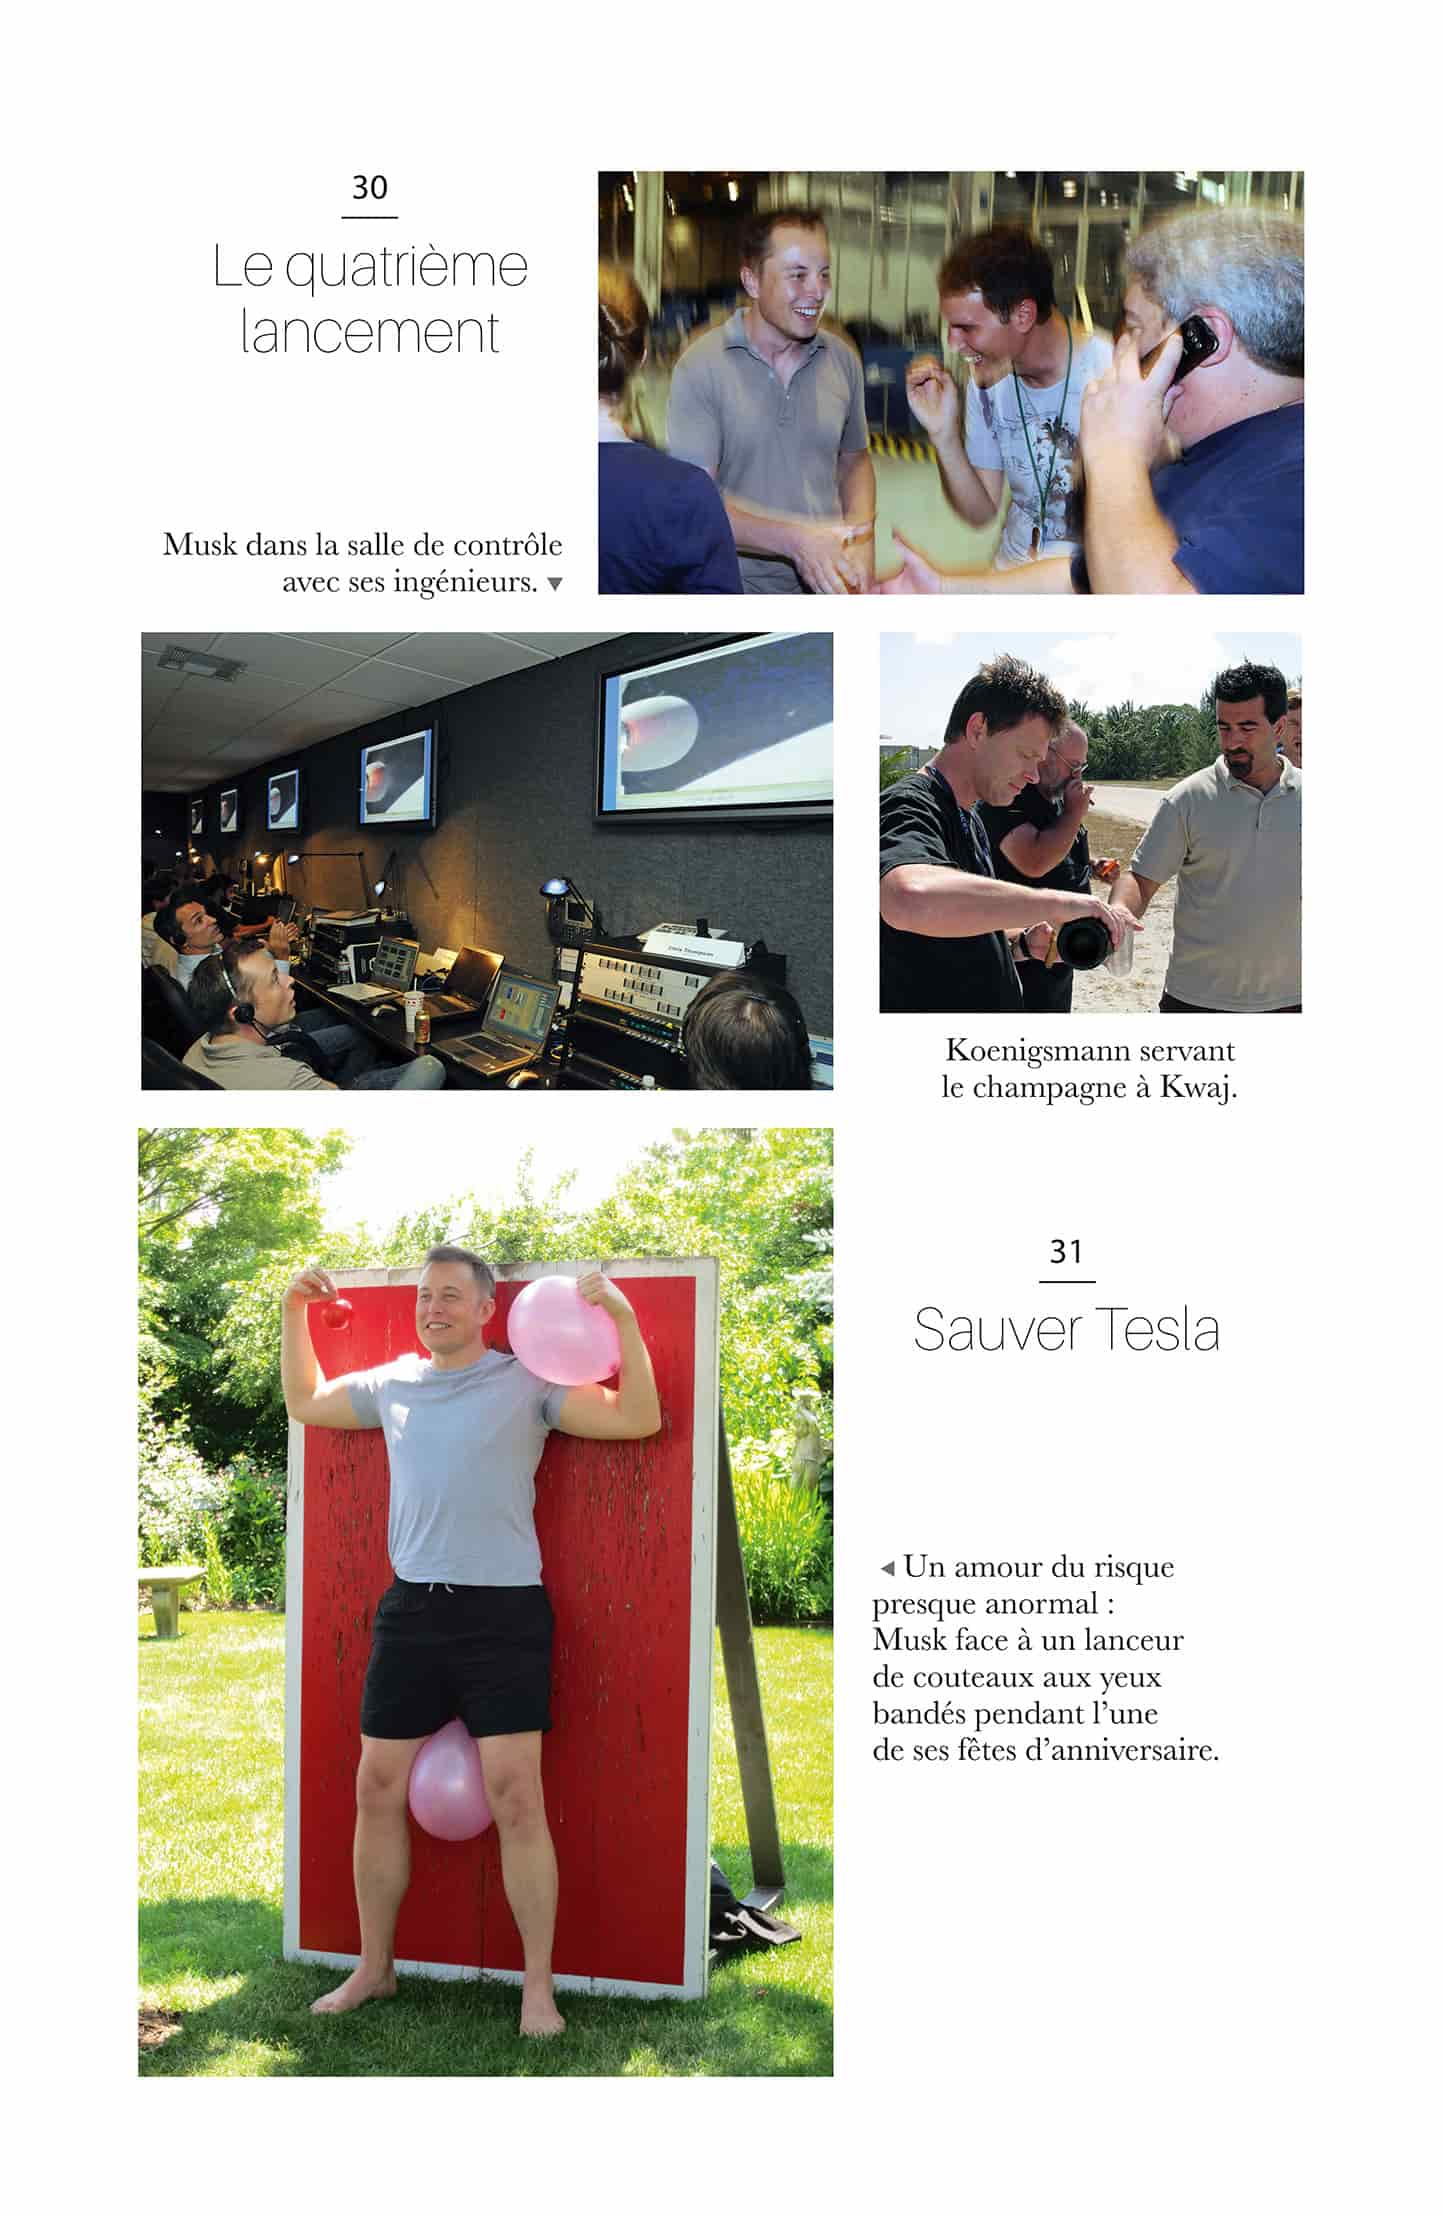 30
Le quatrième
lancement
Musk dans la salle de contrôle
avec ses ingénieurs.
Chris Thompson
Koenigsmann servant
le champagne à Kwaj.
31
Sauver Tesla
Un amour du risque
presque anormal :
Musk face à un lanceur
de couteaux aux yeux
bandés pendant l’une
de ses fêtes d’anniversaire.